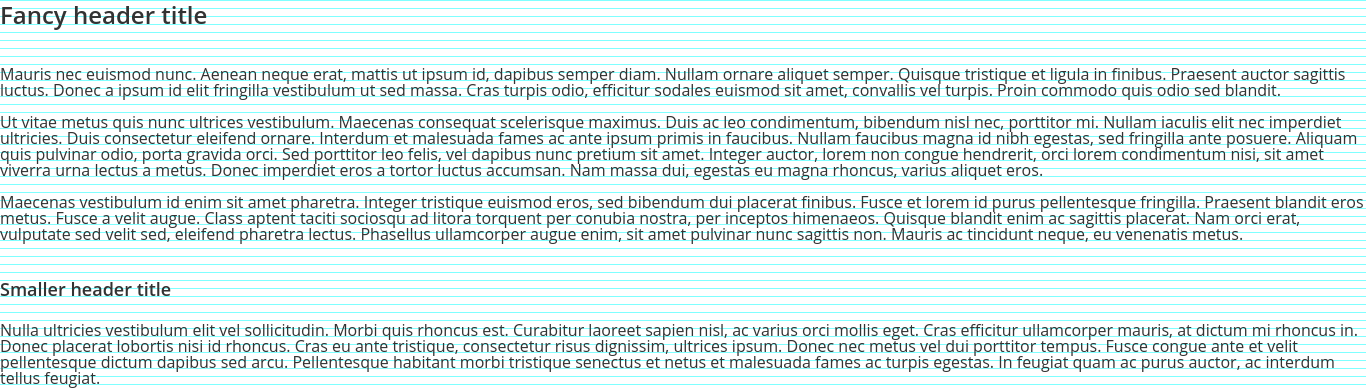 Fancy header title
Mauris nec euismod nunc. Aenean neque erat, mattis ut ipsum id, dapibus semper diam. Nullam ornare aliquet semper. Quisque tristique et ligula in finibus. Praesent auctor sagittis
luctus. Donec a ipsum id elit fringilla vestibulum ut sed massa. Cras turpis odio, efficitur sodales euismod sit amet, convallis vel turpis. Proin commodo quis odio sed blandit.
Ut vitae metus quis nunc ultrices vestibulum. Maecenas consequat scelerisque maximus. Duis ac leo condimentum, bibendum nisl nec, porttitor mi. Nullam iaculis elit nec imperdiet
ultricies. Duis consectetur eleifend ornare. Interdum et malesuada fames ac ante ipsum primis in faucibus. Nullam faucibus magna id nibh egestas, sed fringilla ante posuere. Aliquam
quis pulvinar odio, porta gravida orci. Sed porttitor leo felis, vel dapibus nunc pretium sit amet. Integer auctor, lorem non congue hendrerit, orci lorem condimentum nisi, sit amet
viverra urna lectus a metus. Donec imperdiet eros a tortor luctus accumsan. Nam massa dui, egestas eu magna rhoncus, varius aliquet eros.
Maecenas vestibulum id enim sit amet pharetra. Integer tristique euismod eros, sed bibendum dui placerat finibus. Fusce et lorem id purus pellentesque fringilla. Praesent blandit eros
metus. Fusce a velit augue. Class aptent taciti sociosqu ad litora torquent per conubia nostra, per inceptos himenaeos. Quisque blandit enim ac sagittis placerat. Nam orci erat,
vulputate sed velit sed, eleifend pharetra lectus. Phasellus ullamcorper augue enim, sit amet pulvinar nunc sagittis non. Mauris ac tincidunt neque, eu venenatis metus.
Smaller header title
Nulla ultricies vestibulum elit vel sollicitudin. Morbi quis rhoncus est. Curabitur laoreet sapien nisl, ac varius orci mollis eget. Cras efficitur ullamcorper mauris, at dictum mi rhoncus in.
Donec placerat lobortis nisi id rhoncus. Cras eu ante tristique, consectetur risus dignissim, ultrices ipsum. Donec nec metus vel dui porttitor tempus. Fusce congue ante et velit
pellentesque dictum dapibus sed arcu. Pellentesque habitant morbi tristique senectus et netus et malesuada fames ac turpis egestas. In feugiat quam ac purus auctor, ac interdum
tellus feugiat.